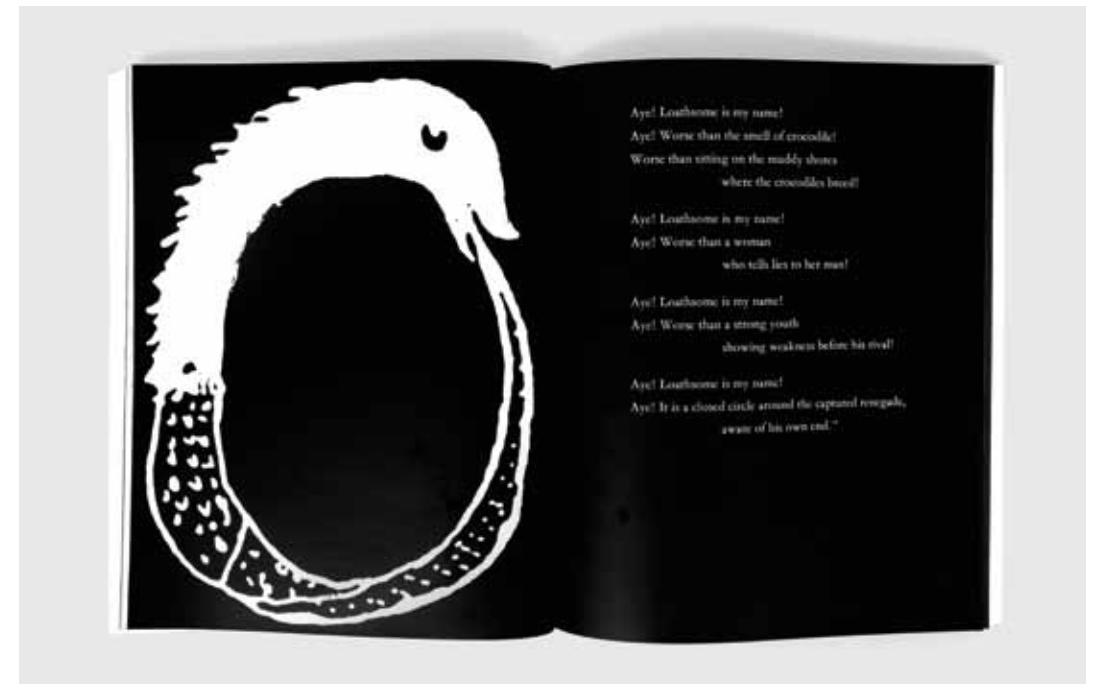 Aye! Loathsome is my name!
Aye! Worse than the smell of crocodile!
Worse than sitting on the muddy shores
where the crocodiles breed!
Aye! Loathsome is my name!
Aye! Worse than a woman
who tells lies to her man!
Aye! Loathsome is my name!
Aye! Worse than a strong youth
showing weakness before his rival!
Aye! Loathsome is my name!
Aye! It is a closed circle around the captured renegade,
aware of his own end."